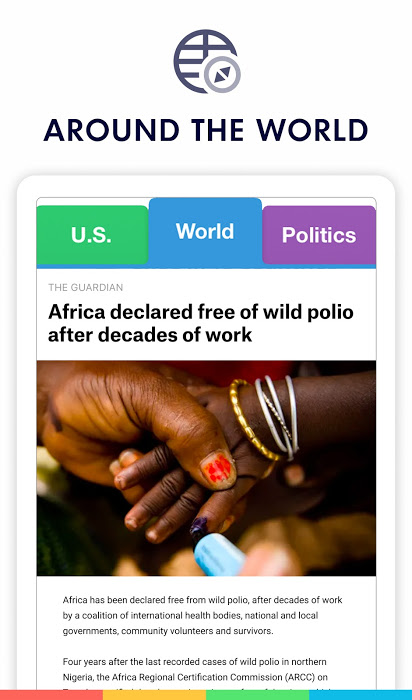 AROUND THE WORLD
U.S.
World
Politics
THE GUARDIAN
Africa declared free of wild polio
after decades of work
Africa has been declared free from wild polio, after decades of work
by a coalition of international health bodies, national and local
governments, community volunteers and survivors.
Four years after the last recorded cases of wild polio in northern
Nigeria, the Africa Regional Certification Commission (ARCC) on